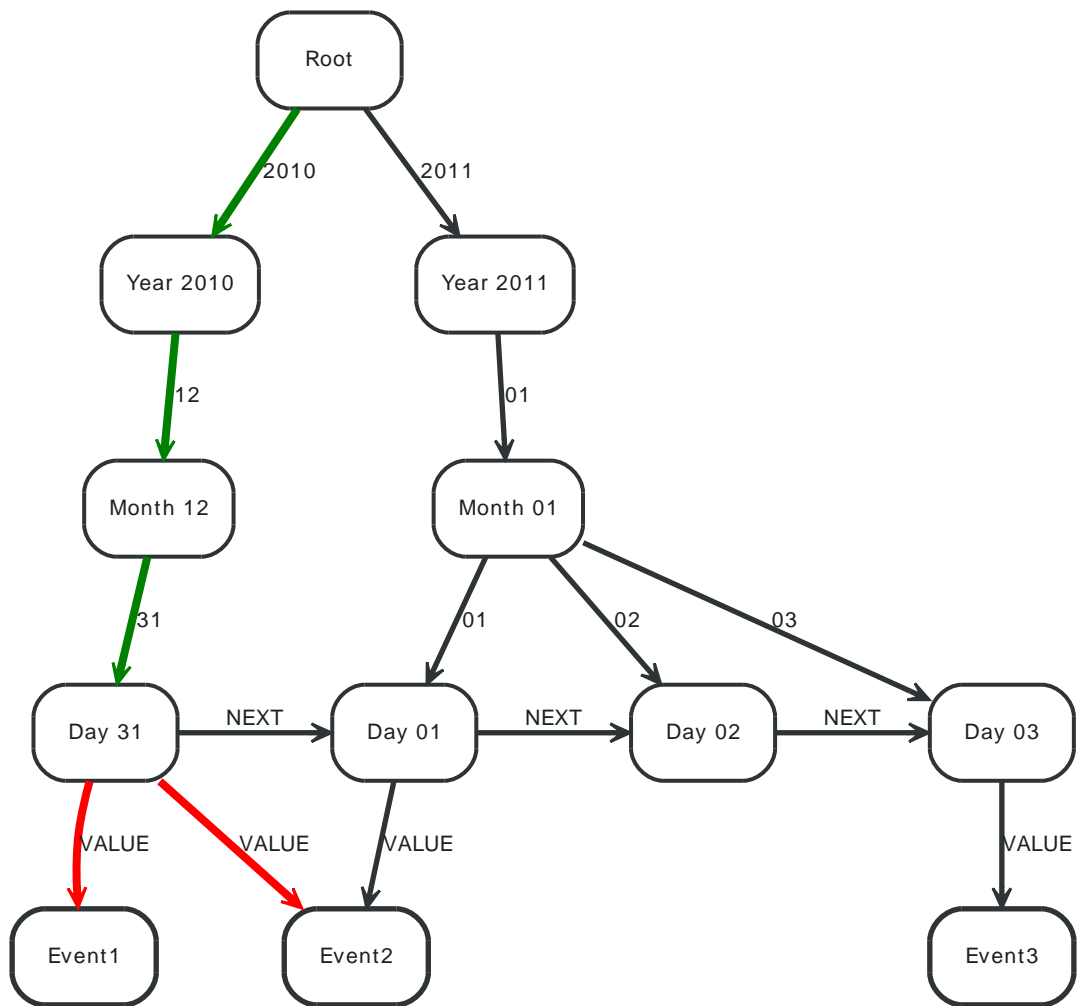 Root
2010
2011
Year 2010
Year 2011
12
01
Month 12
Month 01
31
01
02
03
Day 31
NEXT
Day 01
NEXT
Day 02
NEXT
Day 03
VALUE
VALUE
VALUE
VALUE
Event1
Event2
Event3